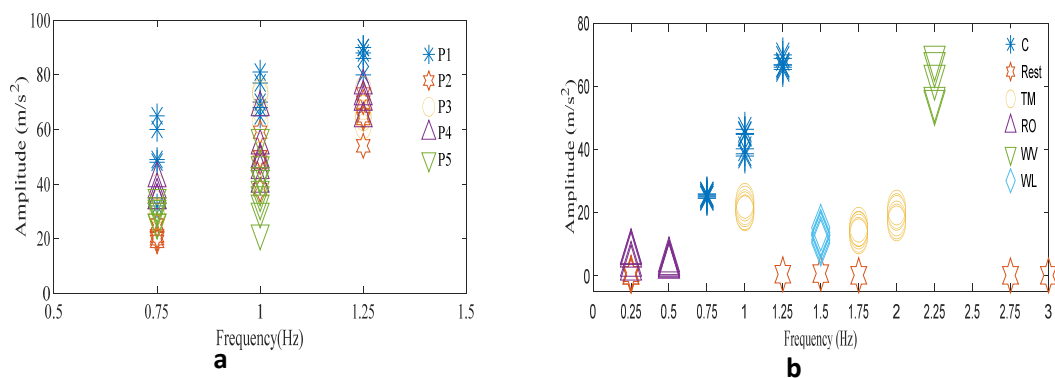 Amplitude (m/s²)
100
80
60
40
20
0
0.5
0.75
1
1.25
1.5
Frequency(Hz)
P1
P2
P3
P4
P5
a
Amplitude (m/s²)
80
60
40
20
0
0
0.25
0.5
0.75
1
1.25
1.5
1.75
2
2.25
2.5
2.75
3
Frequency (Hz)
C
Rest
TM
RO
WV
WL
b